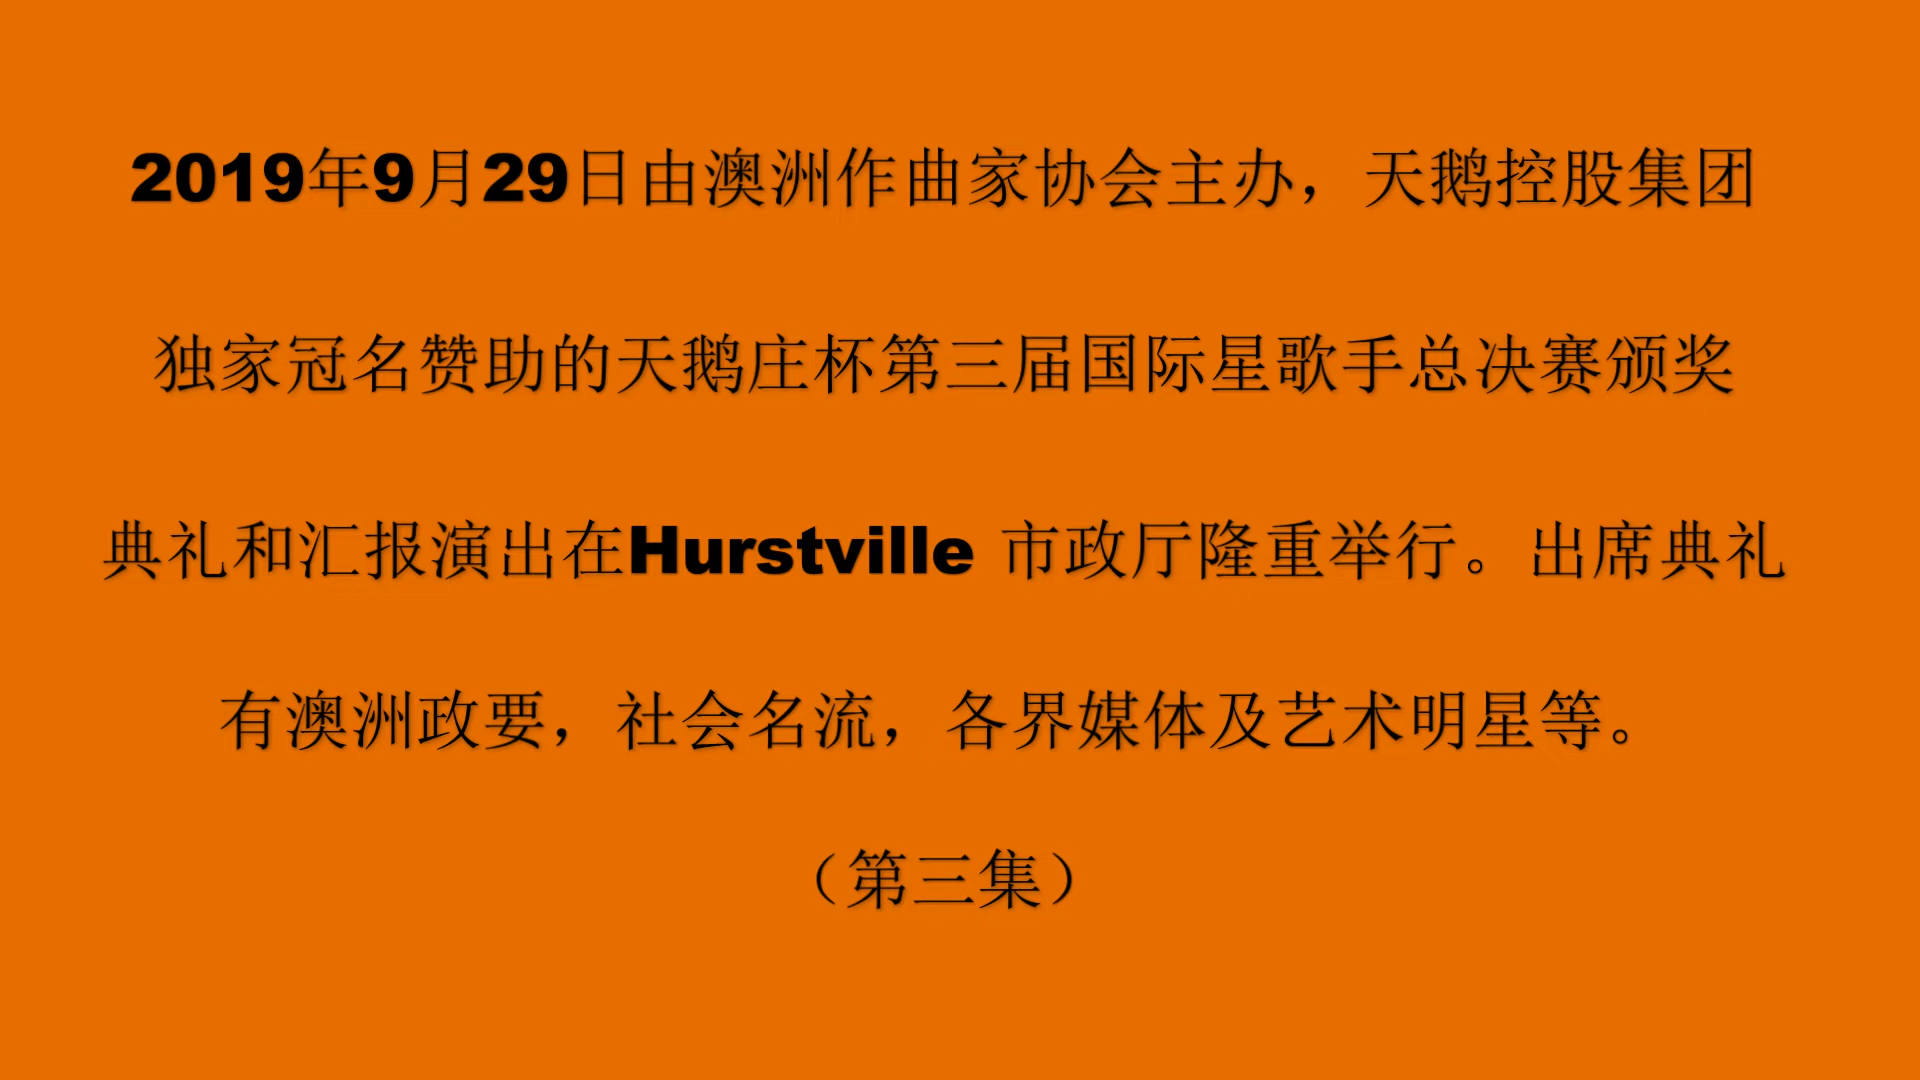 2019年9月29日由澳洲作曲家协会主办，天鹅控股集团
独家冠名赞助的天鹅庄杯第三届国际星歌手总决赛颁奖
典礼和汇报演出在Hurstville 市政厅隆重举行。出席典礼
有澳洲政要，社会名流，各界媒体及艺术明星等。
（第三集）